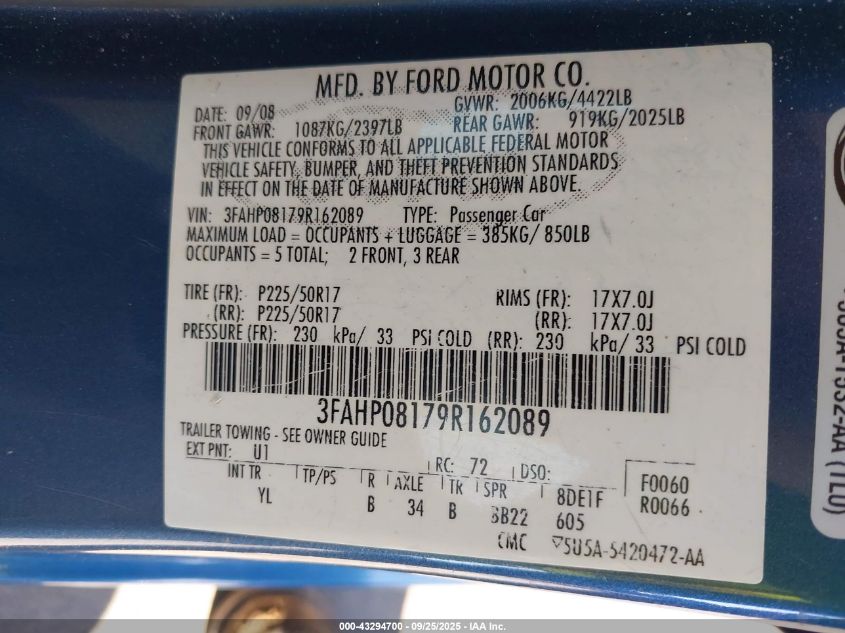 MFD. BY FORD MOTOR CO.
DATE: 09/08 GVWR: 2006KG/4422LB
FRONT GAWR: 1087KG/2397LB REAR GAWR: 919KG/2025LB
THIS VEHICLE CONFORMS TO ALL APPLICABLE FEDERAL MOTOR
VEHICLE SAFETY, BUMPER, AND THEFT PREVENTION STANDARDS
IN EFFECT ON THE DATE OF MANUFACTURE SHOWN ABOVE.
VIN: 3FAHP08179R162089 TYPE: Passenger Car
MAXIMUM LOAD = OCCUPANTS + LUGGAGE = 385KG/ 850LB
OCCUPANTS = 5 TOTAL; 2 FRONT, 3 REAR
TIRE (FR): P225/50R17 RIMS (FR): 17X7.0J
(RR): P225/50R17 (RR): 17X7.0J
PRESSURE (FR): 230 kPa/ 33 PSI COLD (RR): 230 kPa/ 33 PSI COLD
3FAHP08179R162089
TRAILER TOWING - SEE OWNER GUIDE
EXT PNT: U1 RC: 72 DSO: F0060
INT TR TP/PS R AXLE TR SPR 8DE1F R0066
YL B 34 B BB22 605
CMC ▽5U5A-5420472-AA
(TL0)
000-43294700 - 09/25/2025 - IAA Inc.